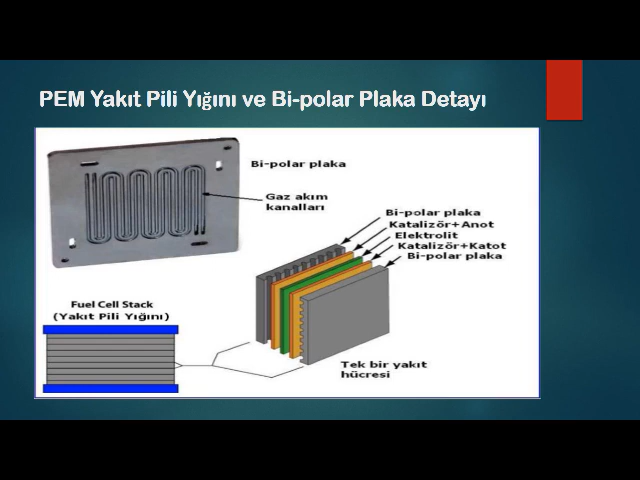 PEM Yakıt Pili Yığını ve Bi-polar Plaka Detayı
Bi-polar plaka
Gaz akım
kanalları
Bi-polar plaka
Katalizör+Anot
Elektrolit
Katalizör+Katot
Bi-polar plaka
Fuel Cell Stack
(Yakıt Pili Yığını)
Tek bir yakıt
hücresi